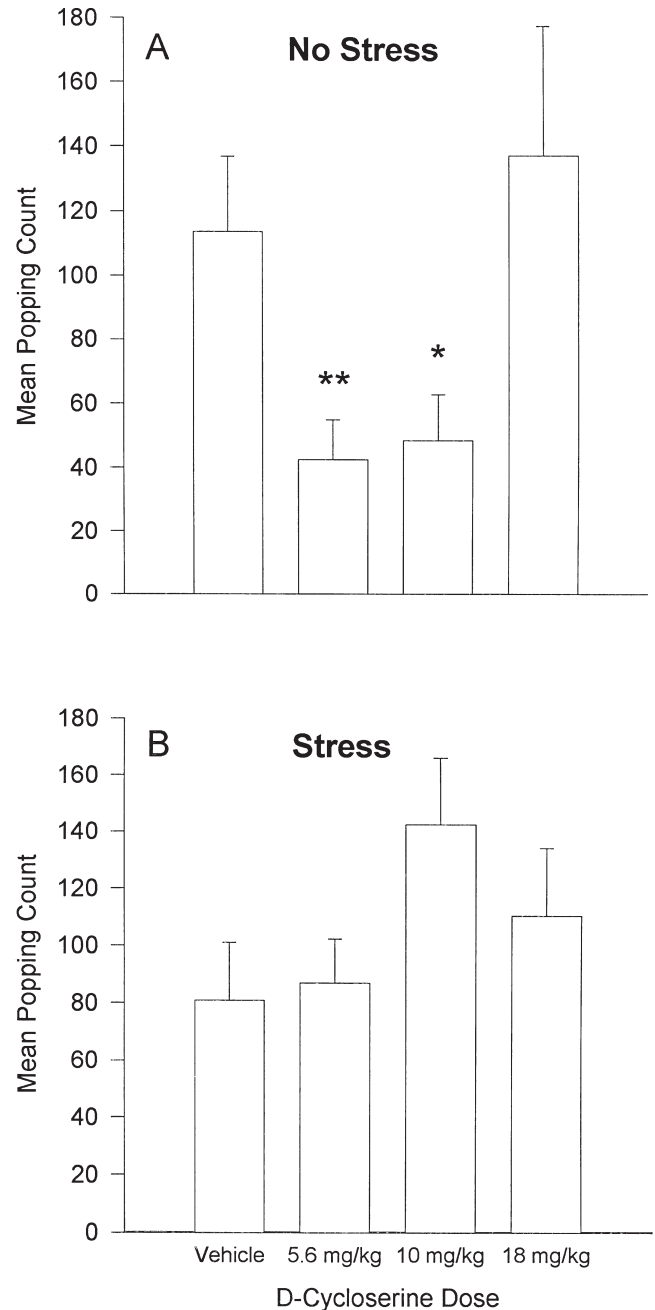 A
No Stress
180
160
140
120
100
80
60
40
20
0
Mean Popping Count
**
*
B
Stress
180
160
140
120
100
80
60
40
20
0
Mean Popping Count
Vehicle 5.6 mg/kg 10 mg/kg 18 mg/kg
D-Cycloserine Dose